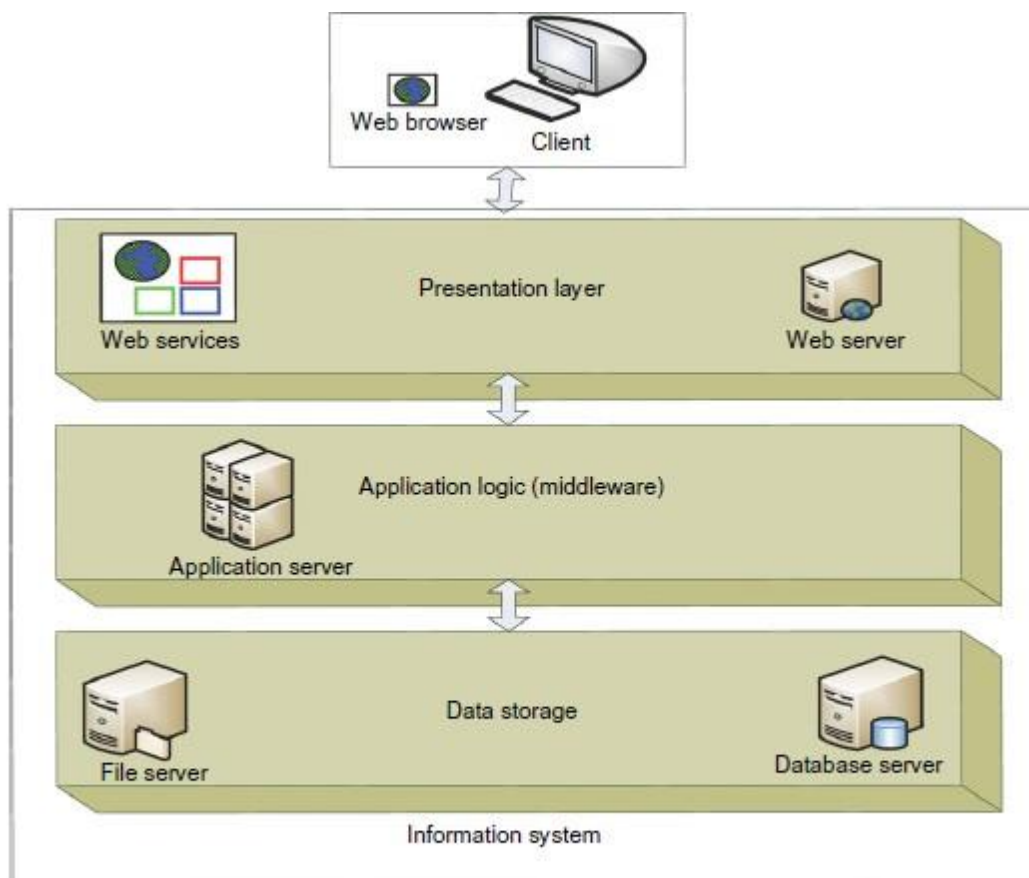 Web browser
Client
Presentation layer
Web services
Web server
Application logic (middleware)
Application server
Data storage
File server
Database server
Information system